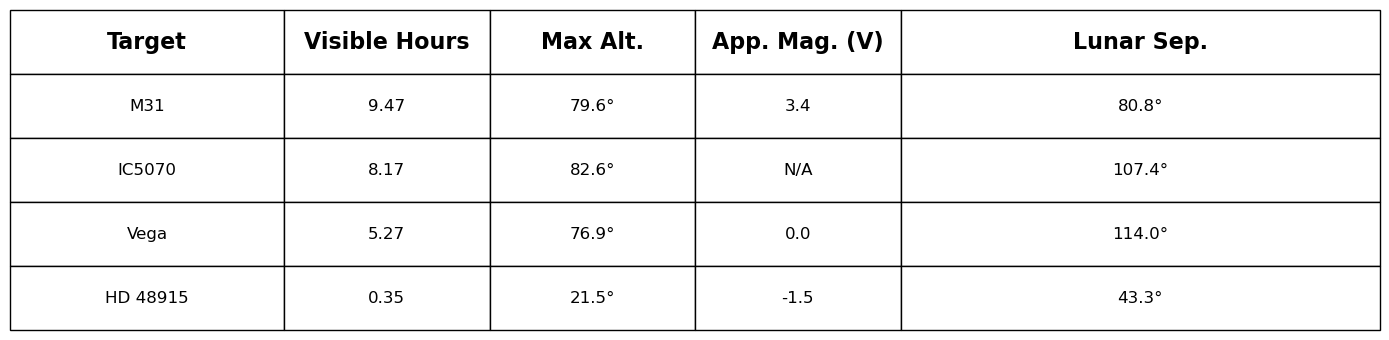 Target Visible Hours Max Alt. App. Mag. (V) Lunar Sep.
M31 9.47 79.6° 3.4 80.8°
IC5070 8.17 82.6° N/A 107.4°
Vega 5.27 76.9° 0.0 114.0°
HD 48915 0.35 21.5° -1.5 43.3°